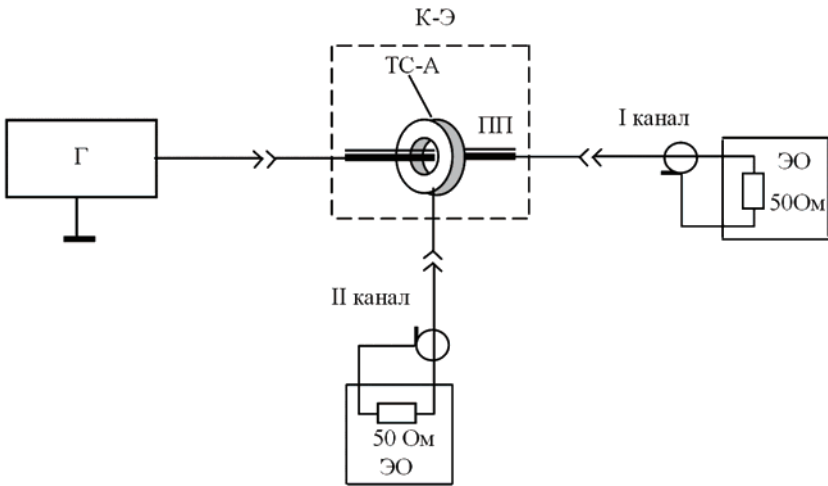 К-Э
ТС-А
ПП
I канал
Г
ЭО
50Ом
II канал
50 Ом
ЭО